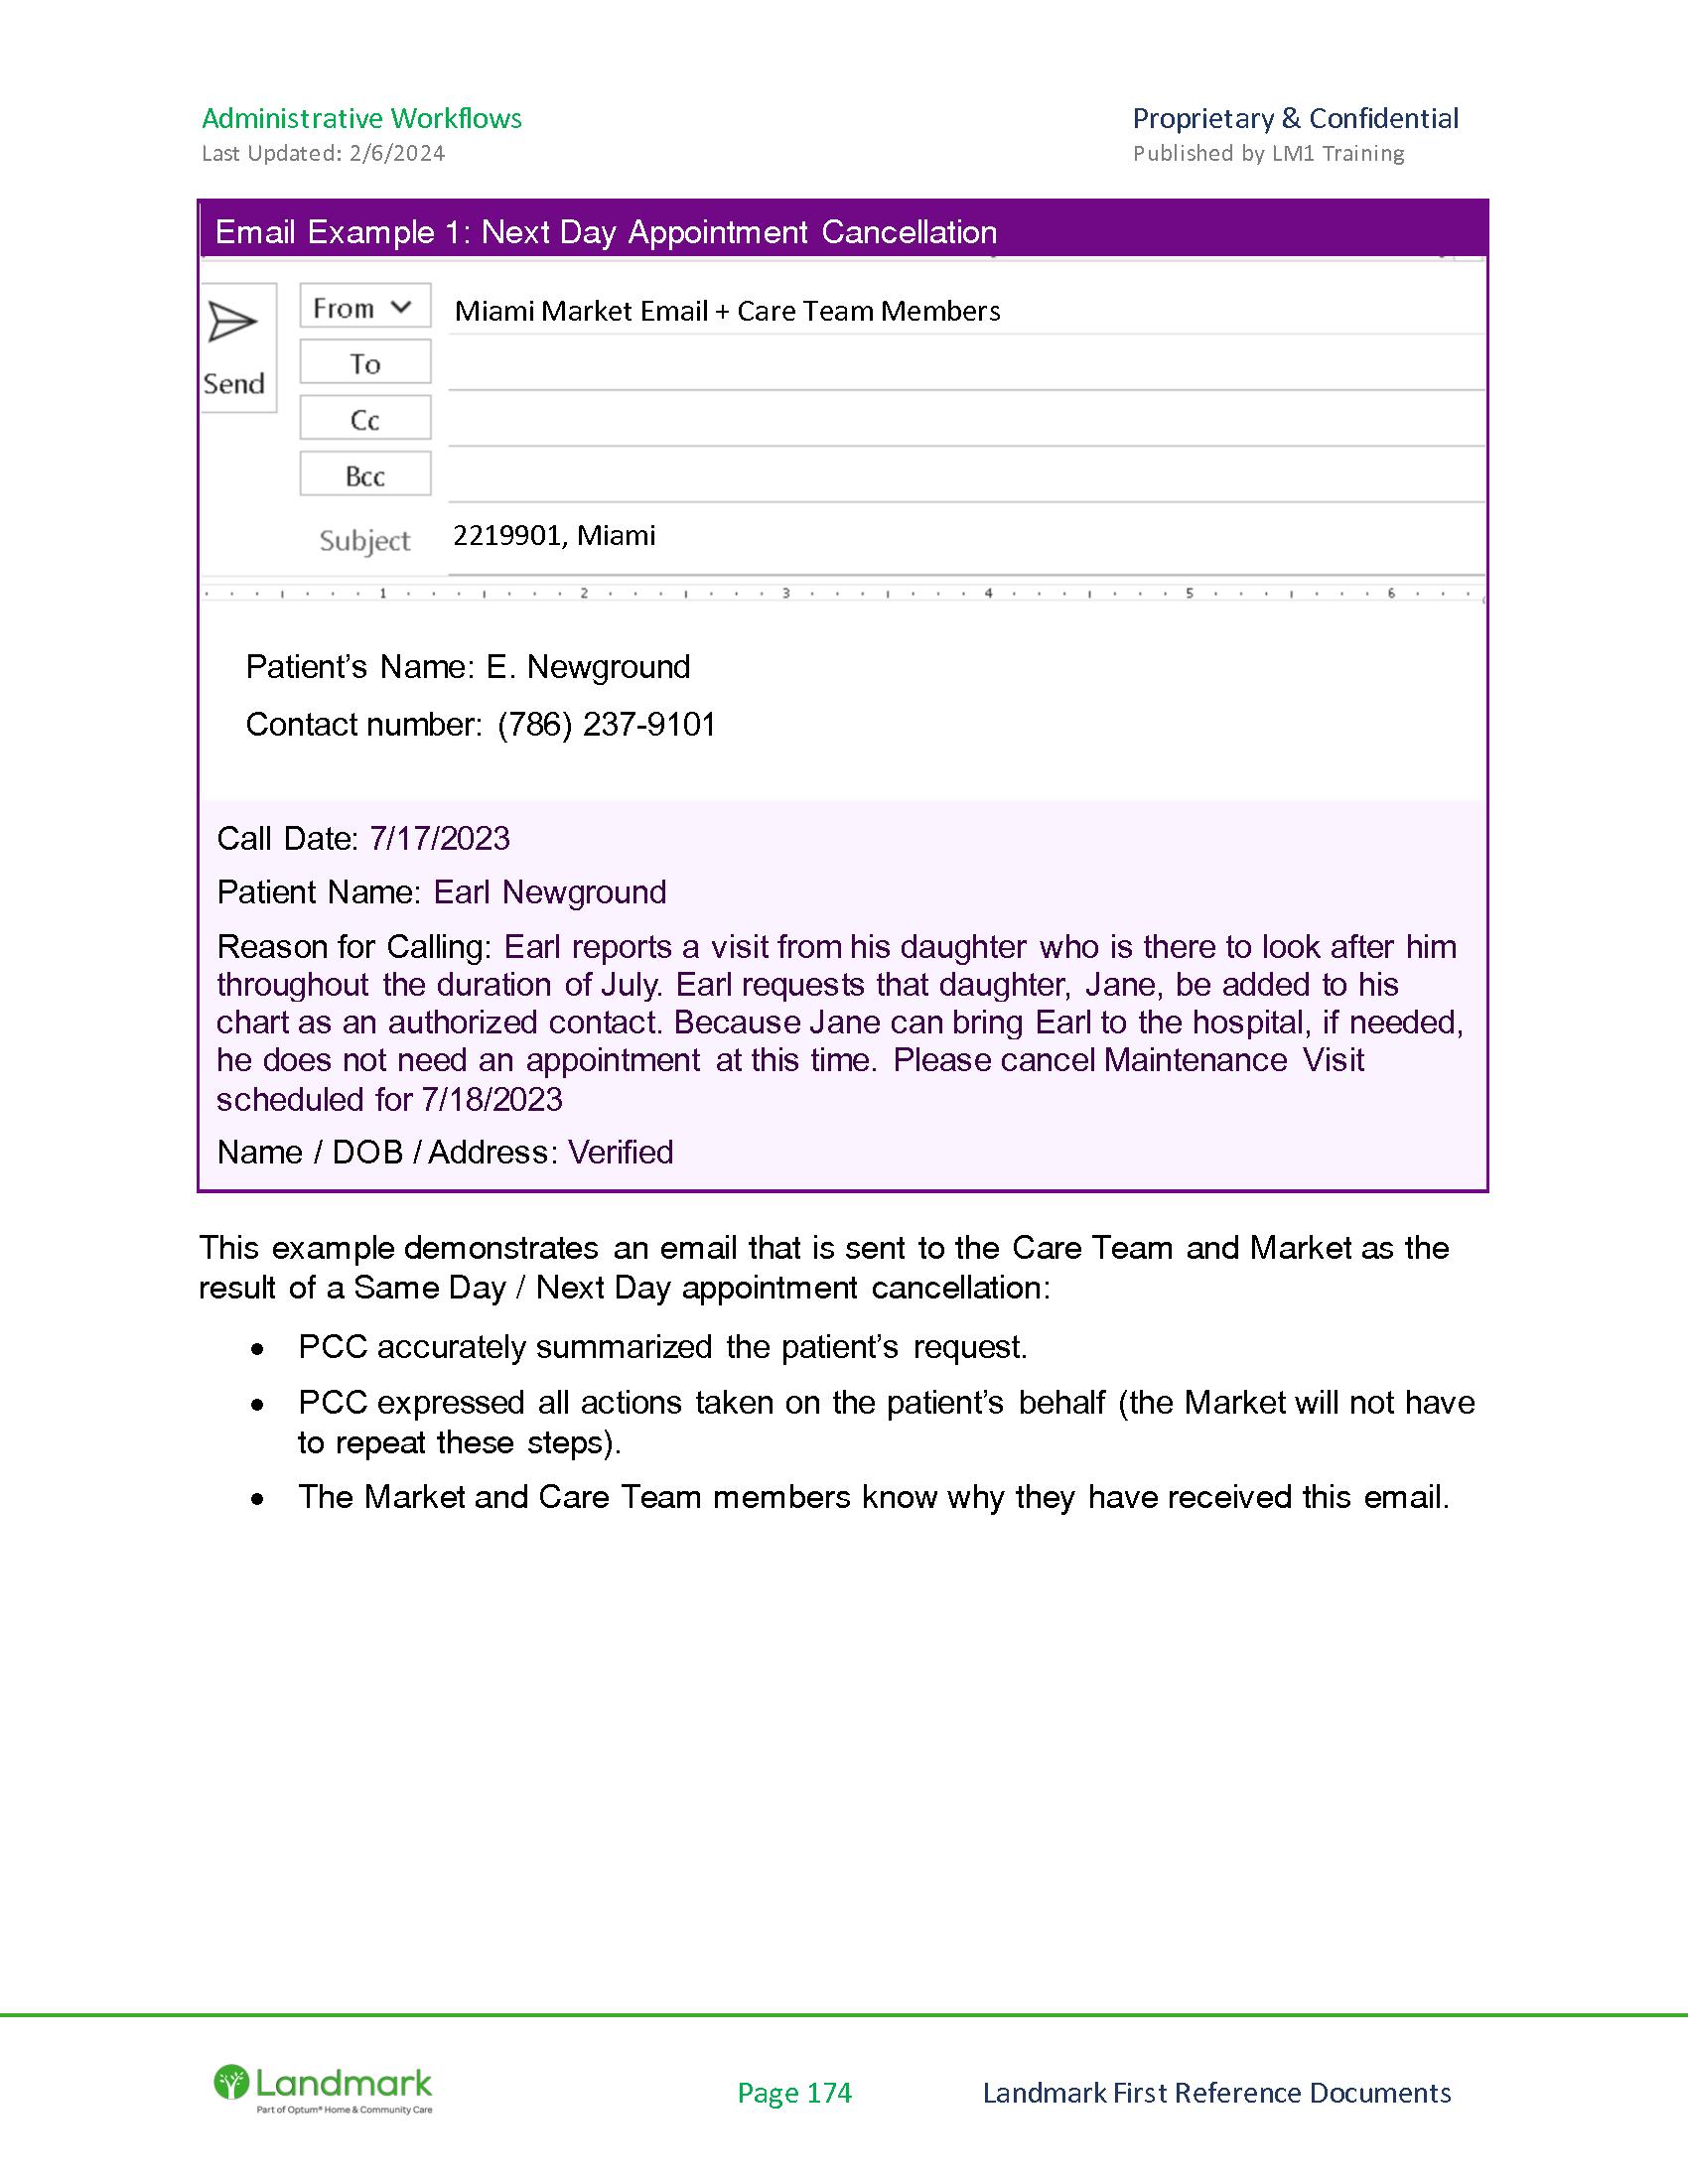 Administrative Workflows
Proprietary & Confidential
Last Updated: 2/6/2024
Published by LM1 Training
Email Example 1: Next Day Appointment Cancellation
Send
From
Miami Market Email + Care Team Members
To
Cc
Bcc
Subject
2219901, Miami
1 2 3 4 5 6
Patient’s Name: E. Newground
Contact number: (786) 237-9101
Call Date: 7/17/2023
Patient Name: Earl Newground
Reason for Calling: Earl reports a visit from his daughter who is there to look after him
throughout the duration of July. Earl requests that daughter, Jane, be added to his
chart as an authorized contact. Because Jane can bring Earl to the hospital, if needed,
he does not need an appointment at this time. Please cancel Maintenance Visit
scheduled for 7/18/2023
Name / DOB / Address: Verified
This example demonstrates an email that is sent to the Care Team and Market as the
result of a Same Day / Next Day appointment cancellation:
• PCC accurately summarized the patient’s request.
• PCC expressed all actions taken on the patient’s behalf (the Market will not have
to repeat these steps).
• The Market and Care Team members know why they have received this email.
Landmark
Part of Optum® Home & Community Care
Page 174
Landmark First Reference Documents